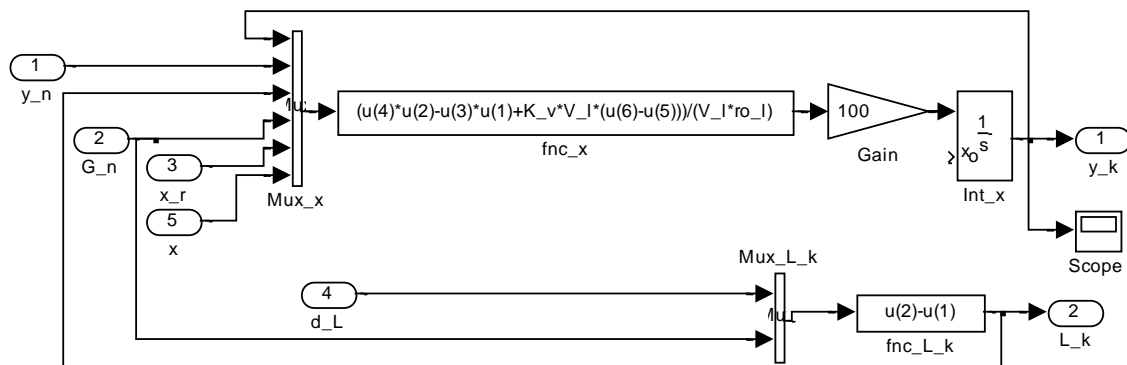 1
y_n
2
G_n
3
x_r
5
x
Mux_x
(u(4)*u(2)-u(3)*u(1)+K_v*V_l*(u(6)-u(5)))/(V_l*ro_l)
fnc_x
100
Gain
1
s
xo
Int_x
1
y_k
Scope
4
d_L
Mux_L_k
u(2)-u(1)
fnc_L_k
2
L_k